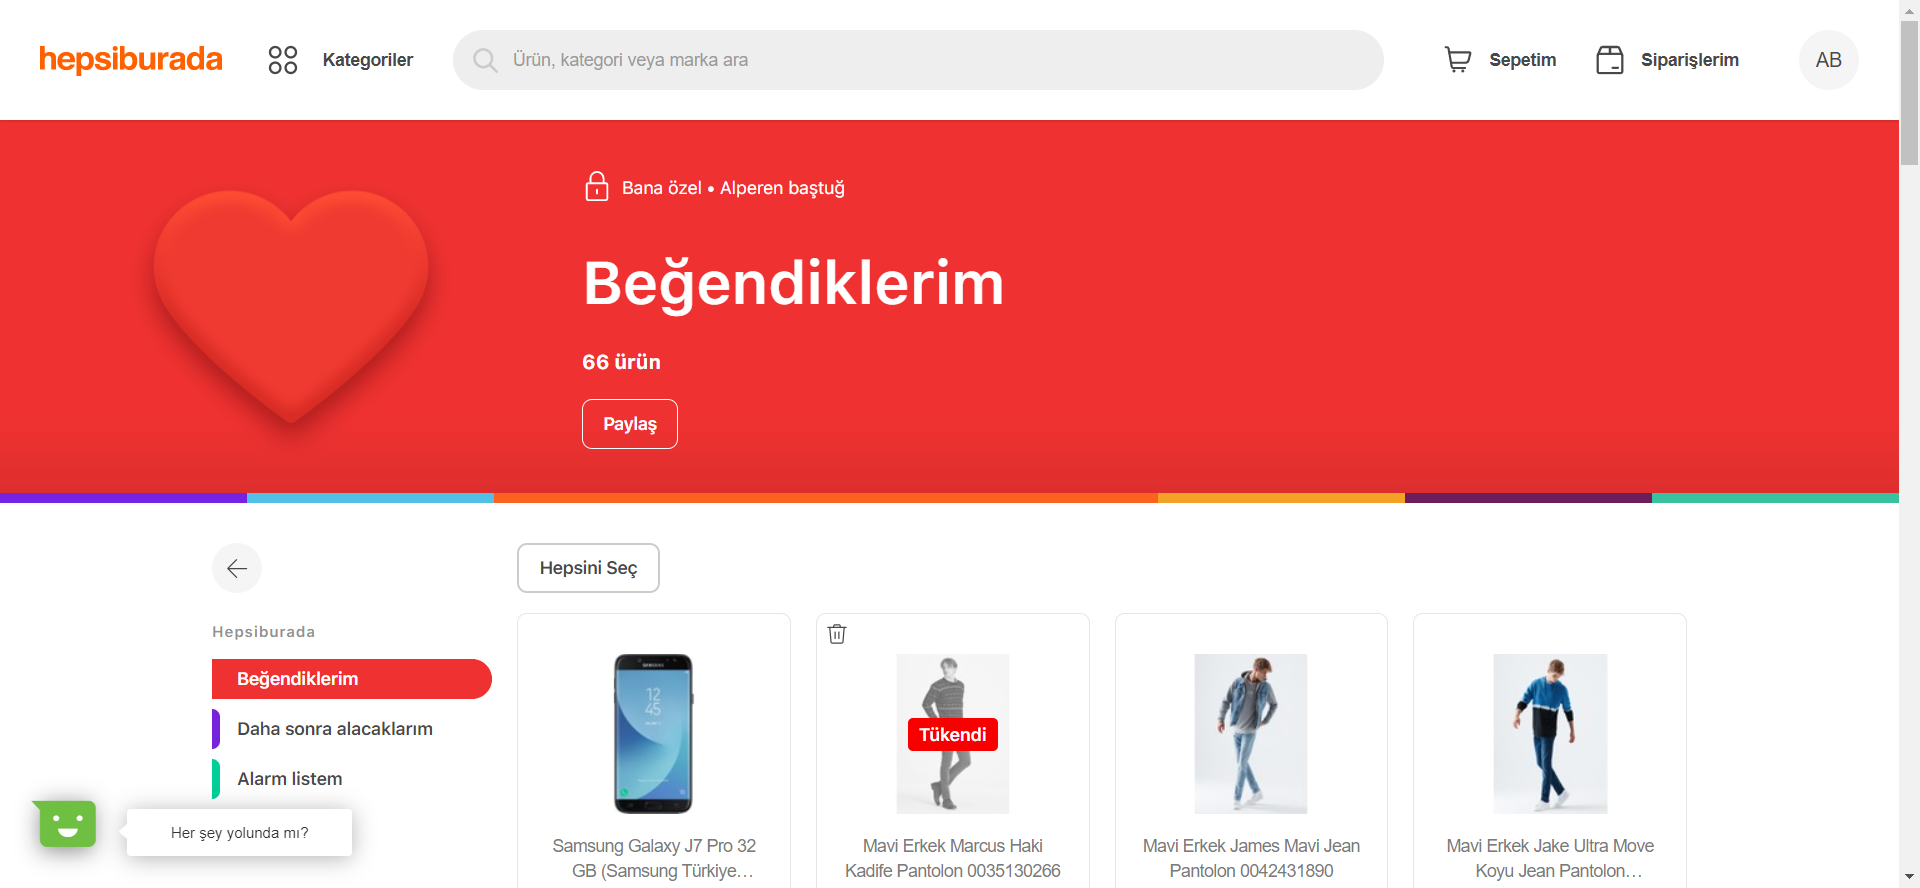 hepsiburada
Kategoriler
Ürün, kategori veya marka ara
Sepetim
Siparişlerim
AB
Bana özel • Alperen baştuğ
Beğendiklerim
66 ürün
Paylaş
Hepsini Seç
Hepsiburada
Beğendiklerim
Daha sonra alacaklarım
Alarm listem
Her şey yolunda mı?
SAMSUNG
12
45
Samsung Galaxy J7 Pro 32
GB (Samsung Türkiye…
Tükendi
Mavi Erkek Marcus Haki
Kadife Pantolon 0035130266
Mavi Erkek James Mavi Jean
Pantolon 0042431890
Mavi Erkek Jake Ultra Move
Koyu Jean Pantolon…